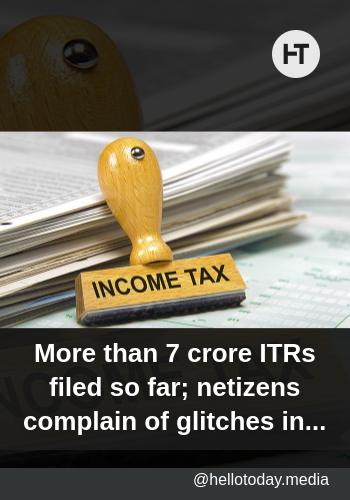 HT
INCOME TAX
More than 7 crore ITRs
filed so far; netizens
complain of glitches in...
@hellotoday.media